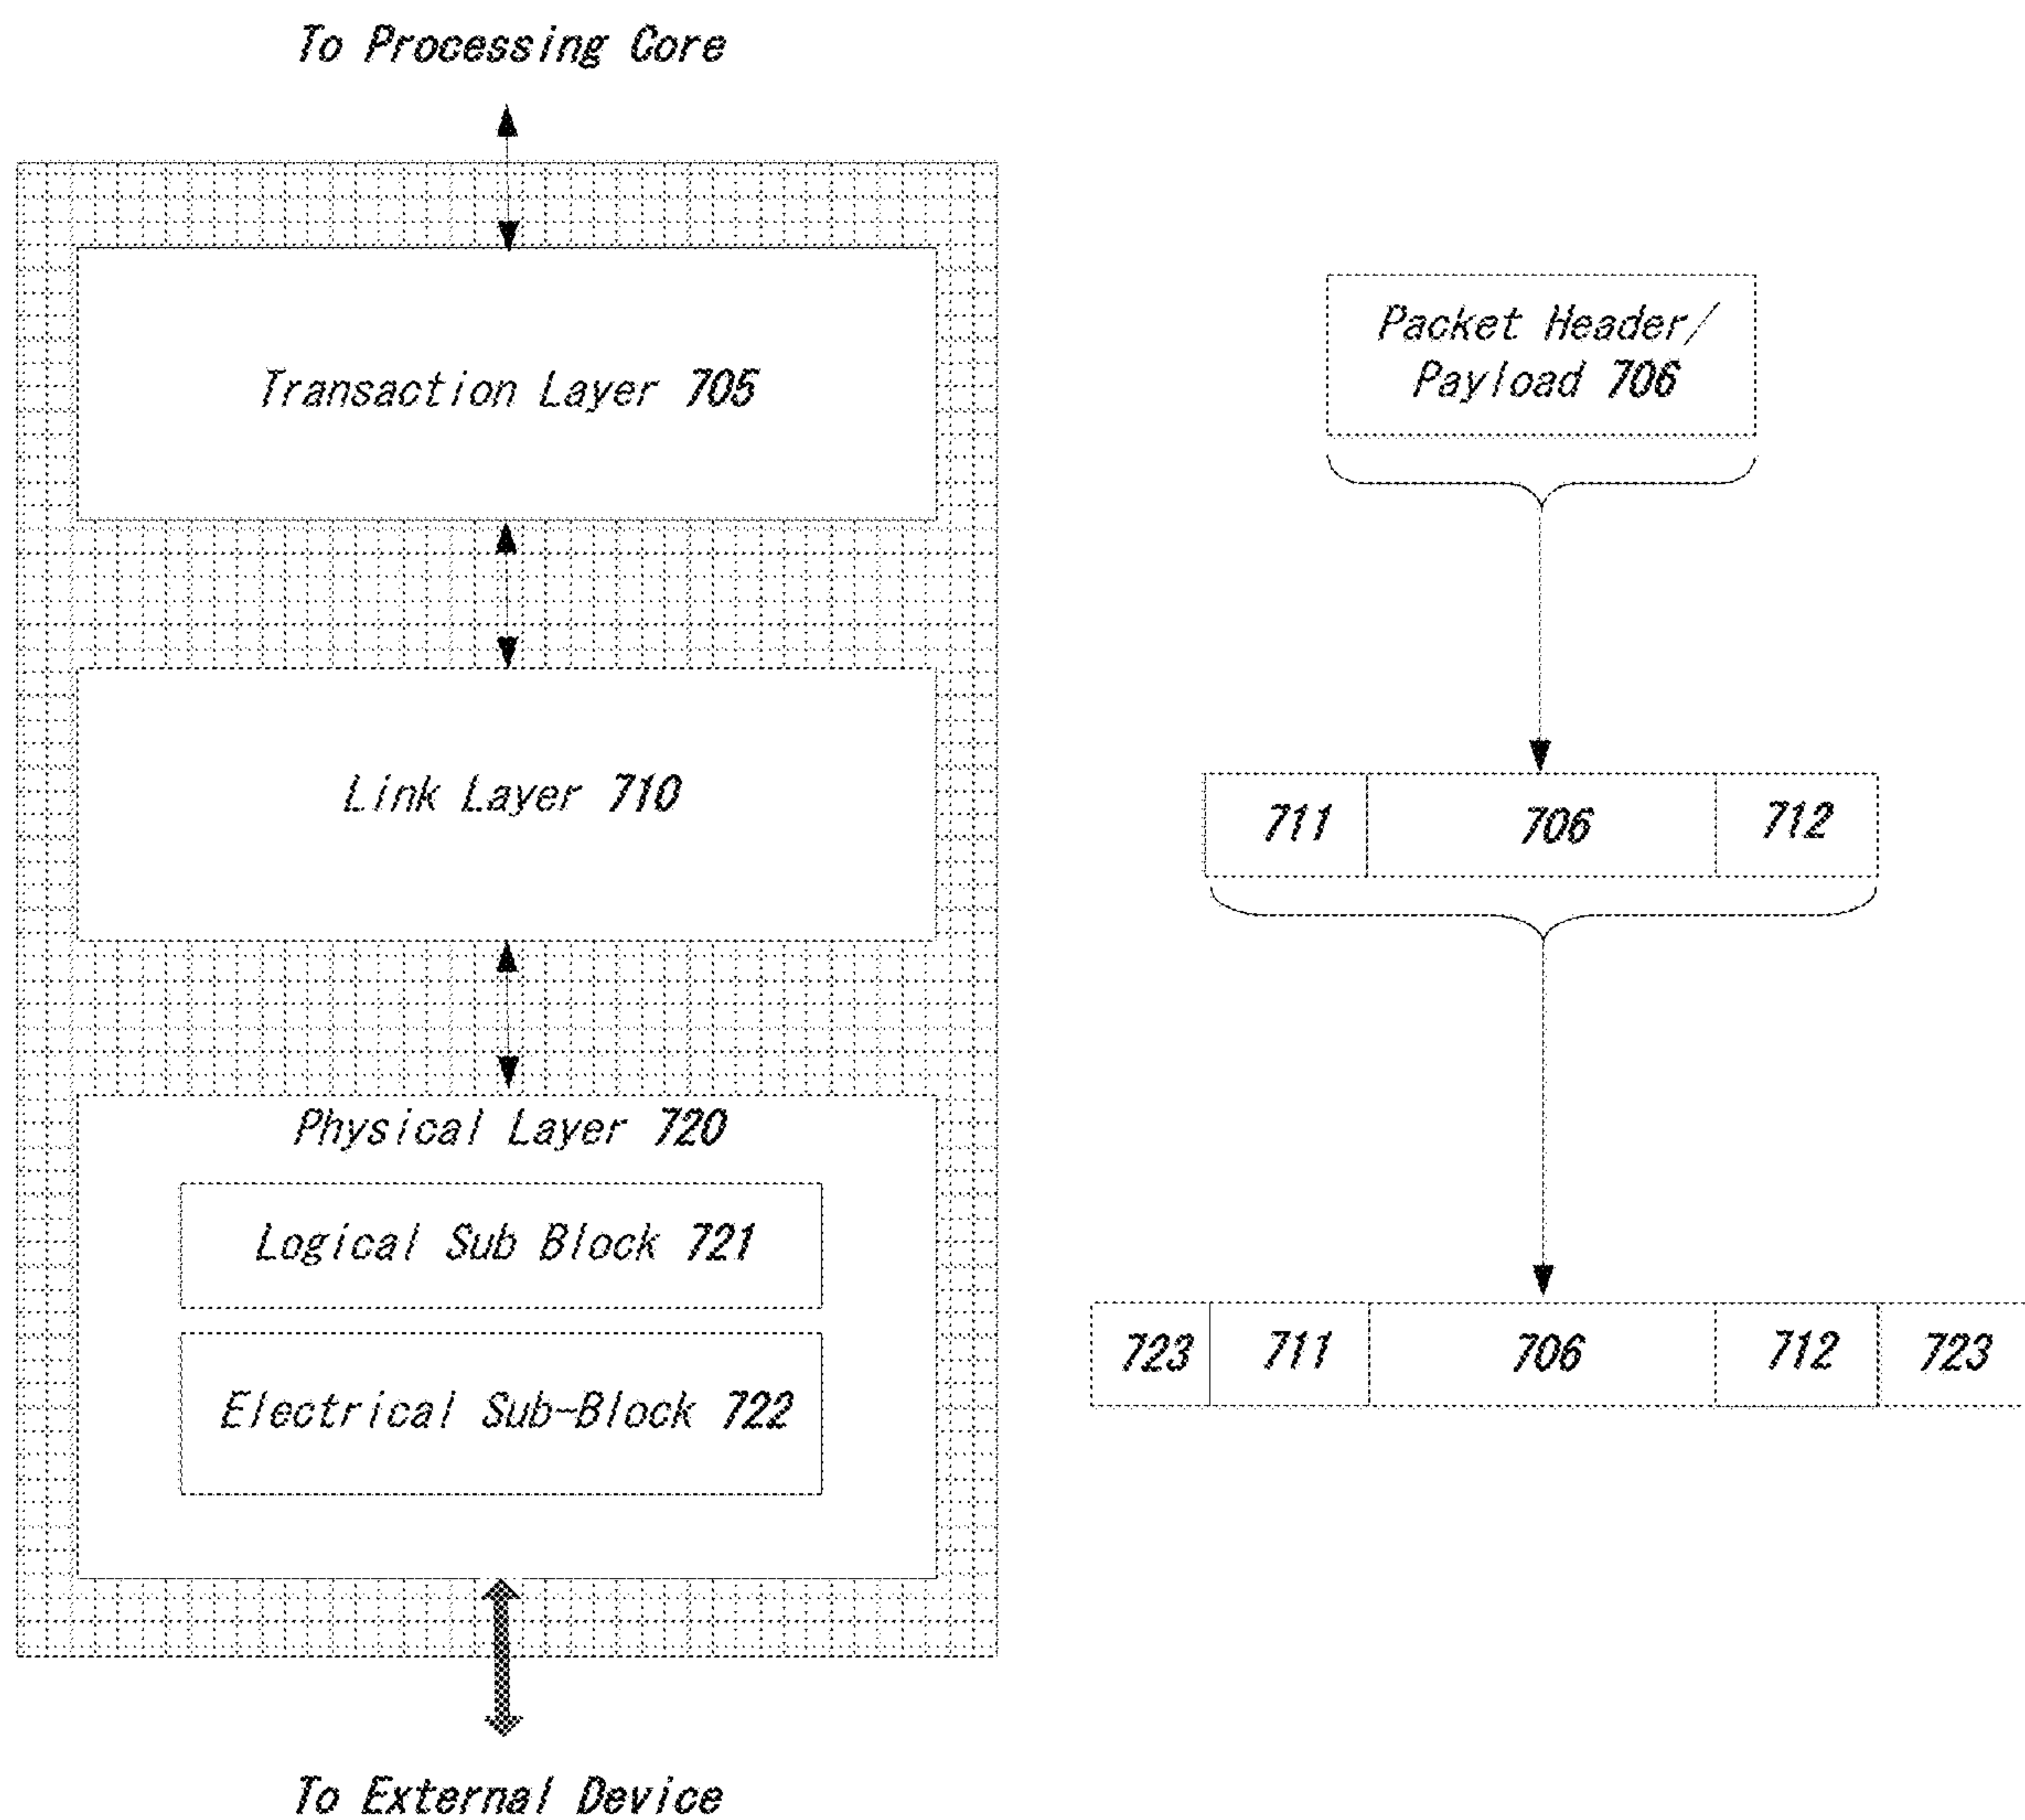 To Processing Core
Transaction Layer 705
Link Layer 710
Physical Layer 720
Logical Sub Block 721
Electrical Sub-Block 722
To External Device
Packet Header/
Payload 706
711 706 712
723 711 706 712 723